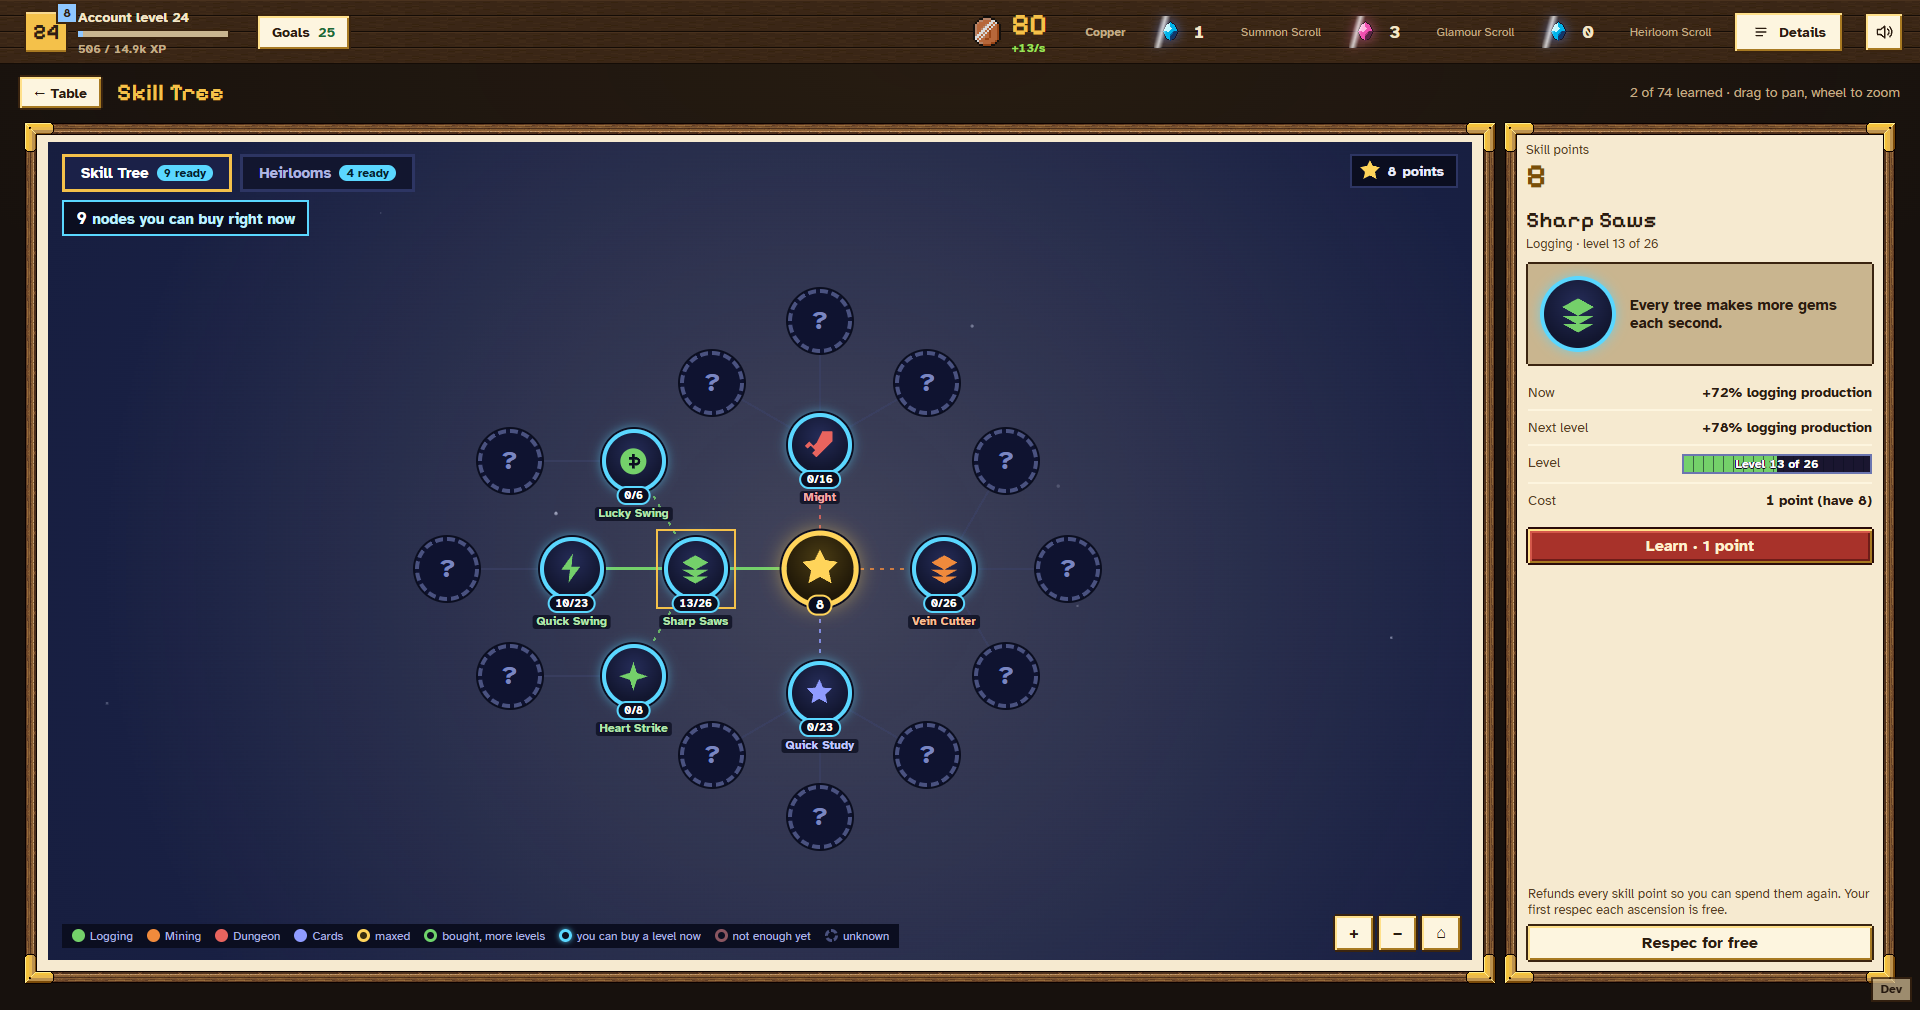 24
8
Account level 24
506 / 14.9k XP
Goals 25
80
+13/s
Copper
1
Summon Scroll
3
Glamour Scroll
0
Heirloom Scroll
Details
← Table
Skill Tree
2 of 74 learned · drag to pan, wheel to zoom
Skill Tree 9 ready
Heirlooms 4 ready
8 points
9 nodes you can buy right now
?
?
?
?
0/6
Lucky Swing
0/16
Might
?
?
10/23
Quick Swing
13/26
Sharp Saws
8
0/26
Vein Cutter
?
?
0/8
Heart Strike
0/23
Quick Study
?
?
?
?
Logging
Mining
Dungeon
Cards
maxed
bought, more levels
you can buy a level now
not enough yet
unknown
+
−
Skill points
8
Sharp Saws
Logging · level 13 of 26
Every tree makes more gems
each second.
Now +72% logging production
Next level +78% logging production
Level Level 13 of 26
Cost 1 point (have 8)
Learn · 1 point
Refunds every skill point so you can spend them again. Your
first respec each ascension is free.
Respec for free
Dev